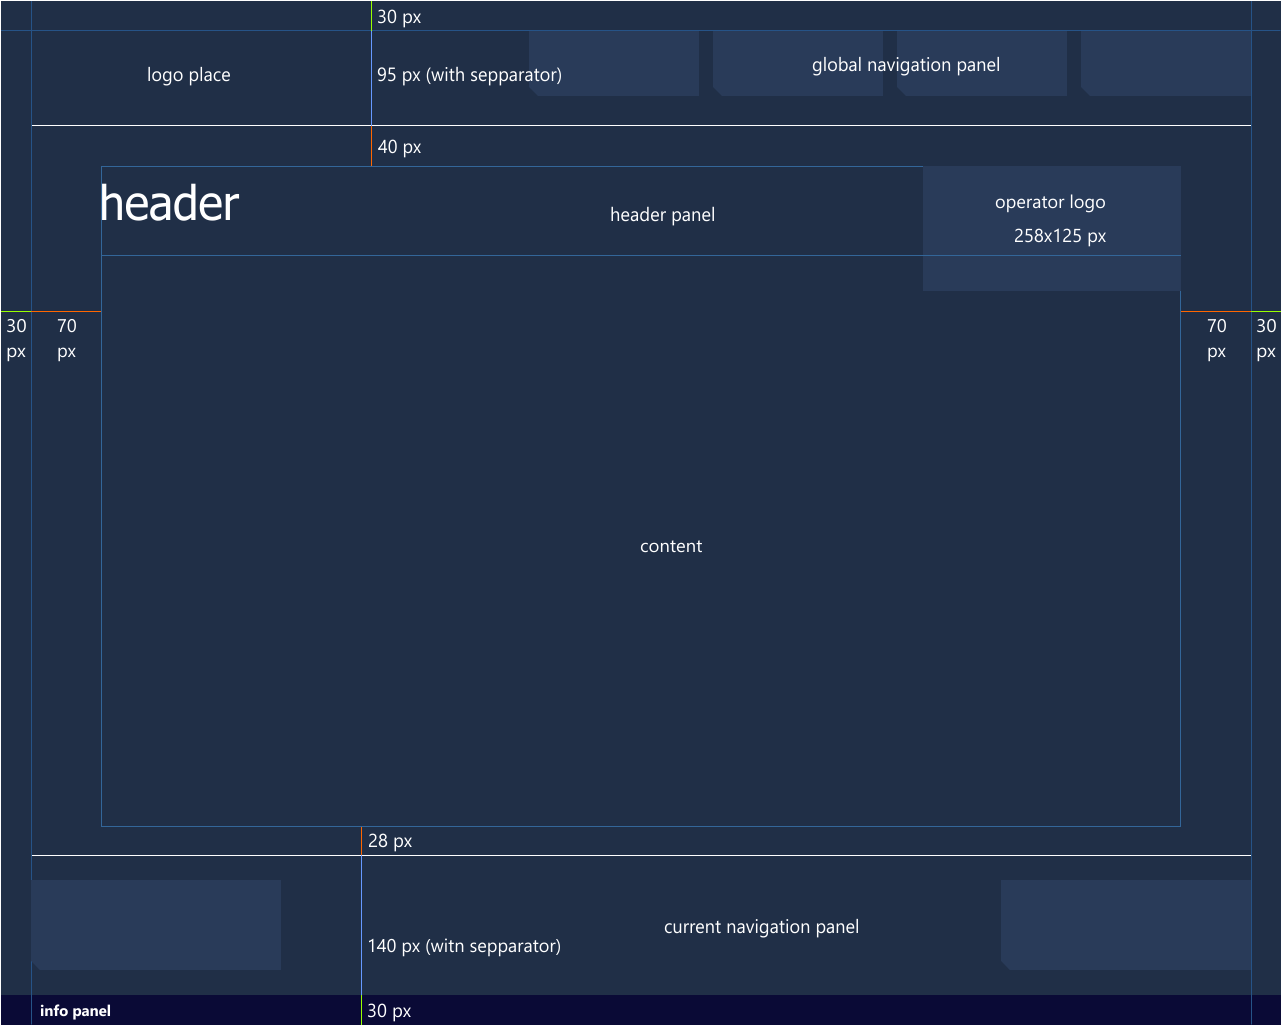 30 px
logo place
95 px (with sepparator)
global navigation panel
40 px
header
header panel
operator logo
258x125 px
30
px
70
px
70
px
30
px
content
28 px
current navigation panel
140 px (witn sepparator)
info panel
30 px